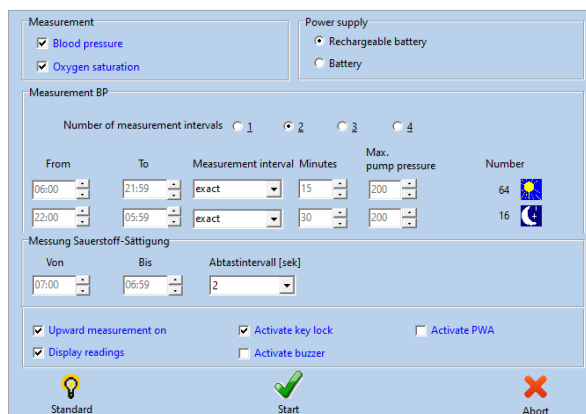 Measurement
Blood pressure
Oxygen saturation
Power supply
Rechargeable battery
Battery
Measurement BP
Number of measurement intervals 1 2 3 4
From To Measurement interval Minutes Max. pump pressure Number
06:00 21:59 exact 15 200 64
22:00 05:59 exact 30 200 16
Messung Sauerstoff-Sättigung
Von Bis Abtastintervall [sek]
07:00 06:59 2
Upward measurement on Activate key lock Activate PWA
Display readings Activate buzzer
Standard Start Abort